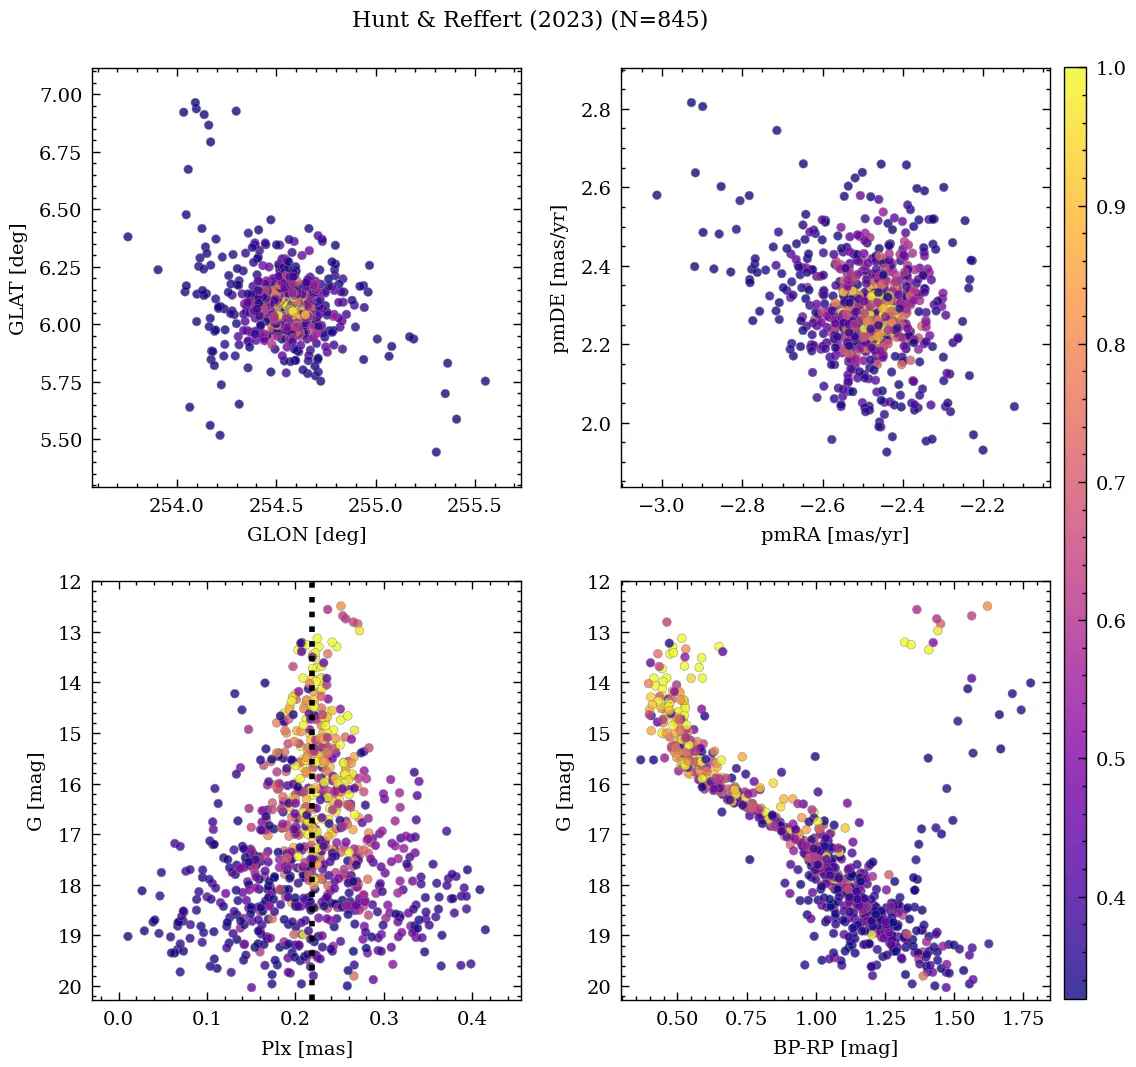 Hunt & Reffert (2023) (N=845)
7.00
6.75
6.50
6.25
6.00
5.75
5.50
GLAT [deg]
254.0 254.5 255.0 255.5
GLON [deg]
2.8
2.6
2.4
2.2
2.0
pmDE [mas/yr]
−3.0 −2.8 −2.6 −2.4 −2.2
pmRA [mas/yr]
1.0
0.9
0.8
0.7
0.6
0.5
0.4
12
13
14
15
16
17
18
19
20
G [mag]
0.0 0.1 0.2 0.3 0.4
Plx [mas]
12
13
14
15
16
17
18
19
20
G [mag]
0.50 0.75 1.00 1.25 1.50 1.75
BP-RP [mag]